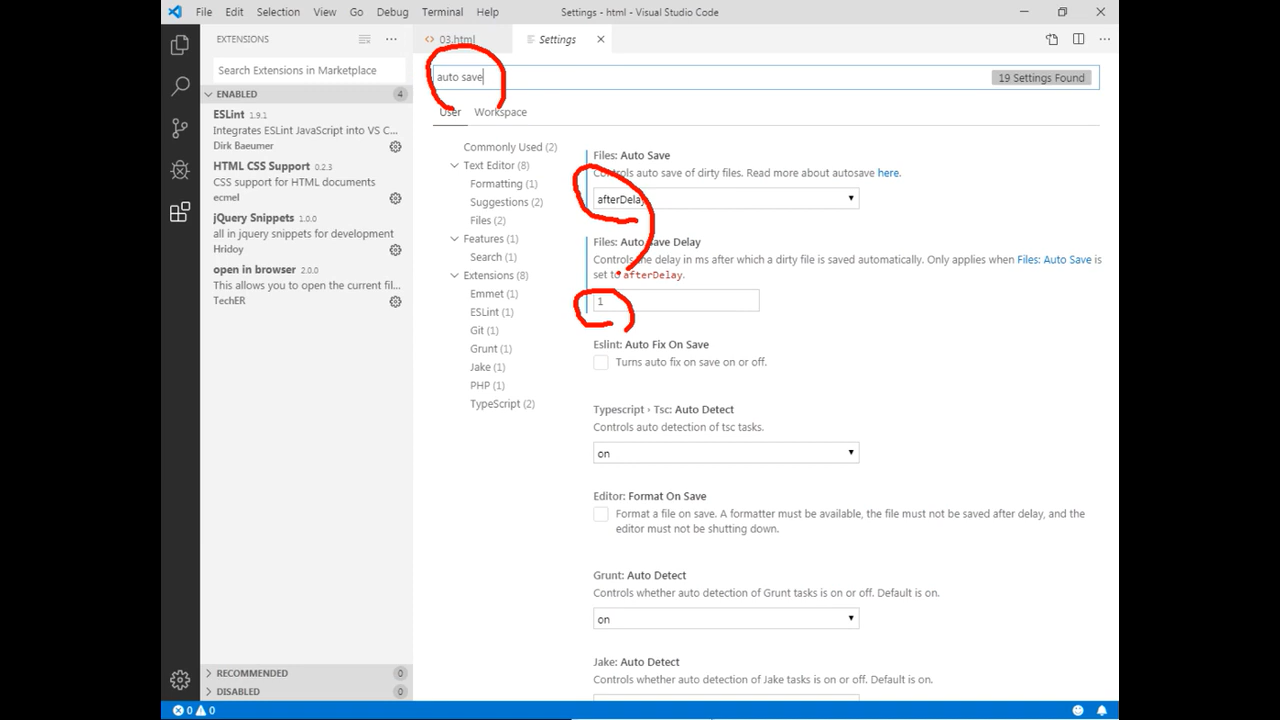 File Edit Selection View Go Debug Terminal Help
Settings - html - Visual Studio Code
EXTENSIONS
Search Extensions in Marketplace
ENABLED 4
ESLint 1.9.1
Integrates ESLint JavaScript into VS C...
Dirk Baeumer
HTML CSS Support 0.2.3
CSS support for HTML documents
ecmel
jQuery Snippets 1.0.0
all in jquery snippets for development
Hridoy
open in browser 2.0.0
This allows you to open the current fil...
TechER
RECOMMENDED 0
DISABLED 0
03.html
Settings
auto save
19 Settings Found
User Workspace
Commonly Used (2)
Text Editor (8)
Formatting (1)
Suggestions (2)
Files (2)
Features (1)
Search (1)
Extensions (8)
Emmet (1)
ESLint (1)
Git (1)
Grunt (1)
Jake (1)
PHP (1)
TypeScript (2)
Files: Auto Save
Controls auto save of dirty files. Read more about autosave here.
afterDelay
Files: Auto Save Delay
Controls the delay in ms after which a dirty file is saved automatically. Only applies when Files: Auto Save is
set to afterDelay.
1
Eslint: Auto Fix On Save
Turns auto fix on save on or off.
Typescript › Tsc: Auto Detect
Controls auto detection of tsc tasks.
on
Editor: Format On Save
Format a file on save. A formatter must be available, the file must not be saved after delay, and the
editor must not be shutting down.
Grunt: Auto Detect
Controls whether auto detection of Grunt tasks is on or off. Default is on.
on
Jake: Auto Detect
Controls whether auto detection of Jake tasks is on or off. Default is on.
0 0